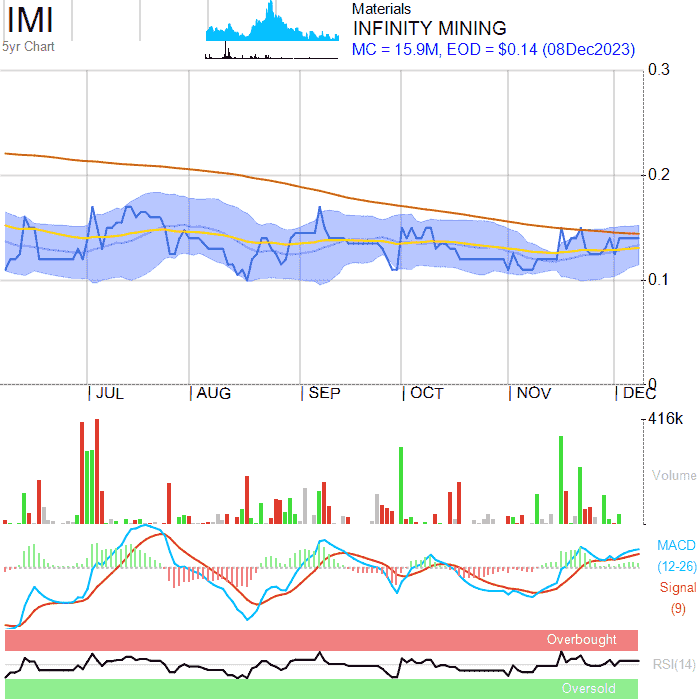 IMI
5yr Chart
Materials
INFINITY MINING
MC = 15.9M, EOD = $0.14 (08Dec2023)
0.3
0.2
0.1
0
JUL AUG SEP OCT NOV DEC
416k
Volume
MACD
(12-26)
Signal
(9)
Overbought
RSI(14)
Oversold